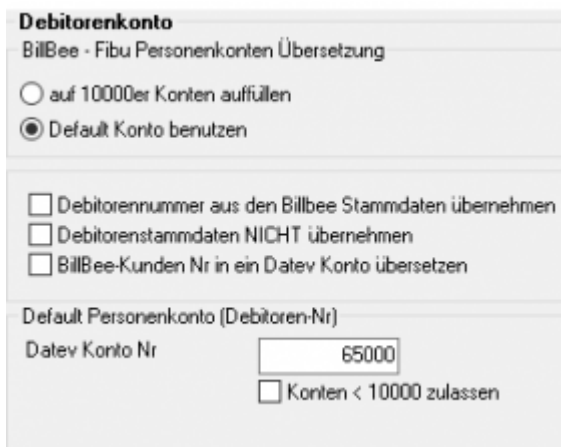 Debitorenkonto
BillBee - Fibu Personenkonten Übersetzung
auf 10000er Konten auffüllen
Default Konto benutzen
Debitorennummer aus den Billbee Stammdaten übernehmen
Debitorenstammdaten NICHT übernehmen
BillBee-Kunden Nr in ein Datev Konto übersetzen
Default Personenkonto (Debitoren-Nr)
Datev Konto Nr 65000
Konten < 10000 zulassen